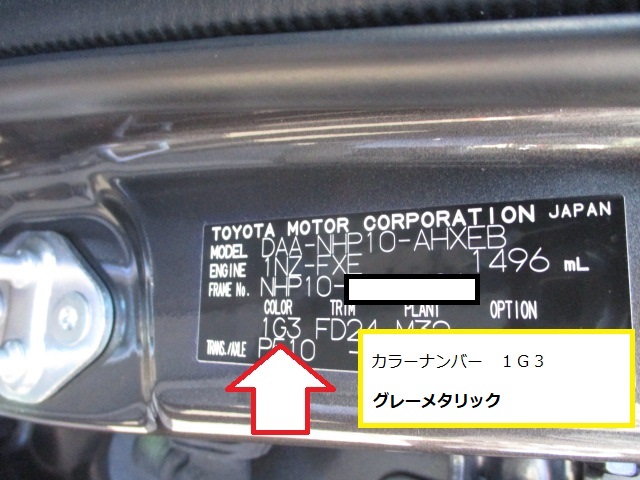 TOYOTA MOTOR CORPORATION JAPAN
MODEL DAA-NHP10-AHXEB
ENGINE 1NZ-FXE 1496 mL
FRAME No. NHP10-
COLOR TRIM PLANT OPTION
1G3 FD24
TRANS./AXLE P510 -
カラーナンバー 1G3
グレーメタリック